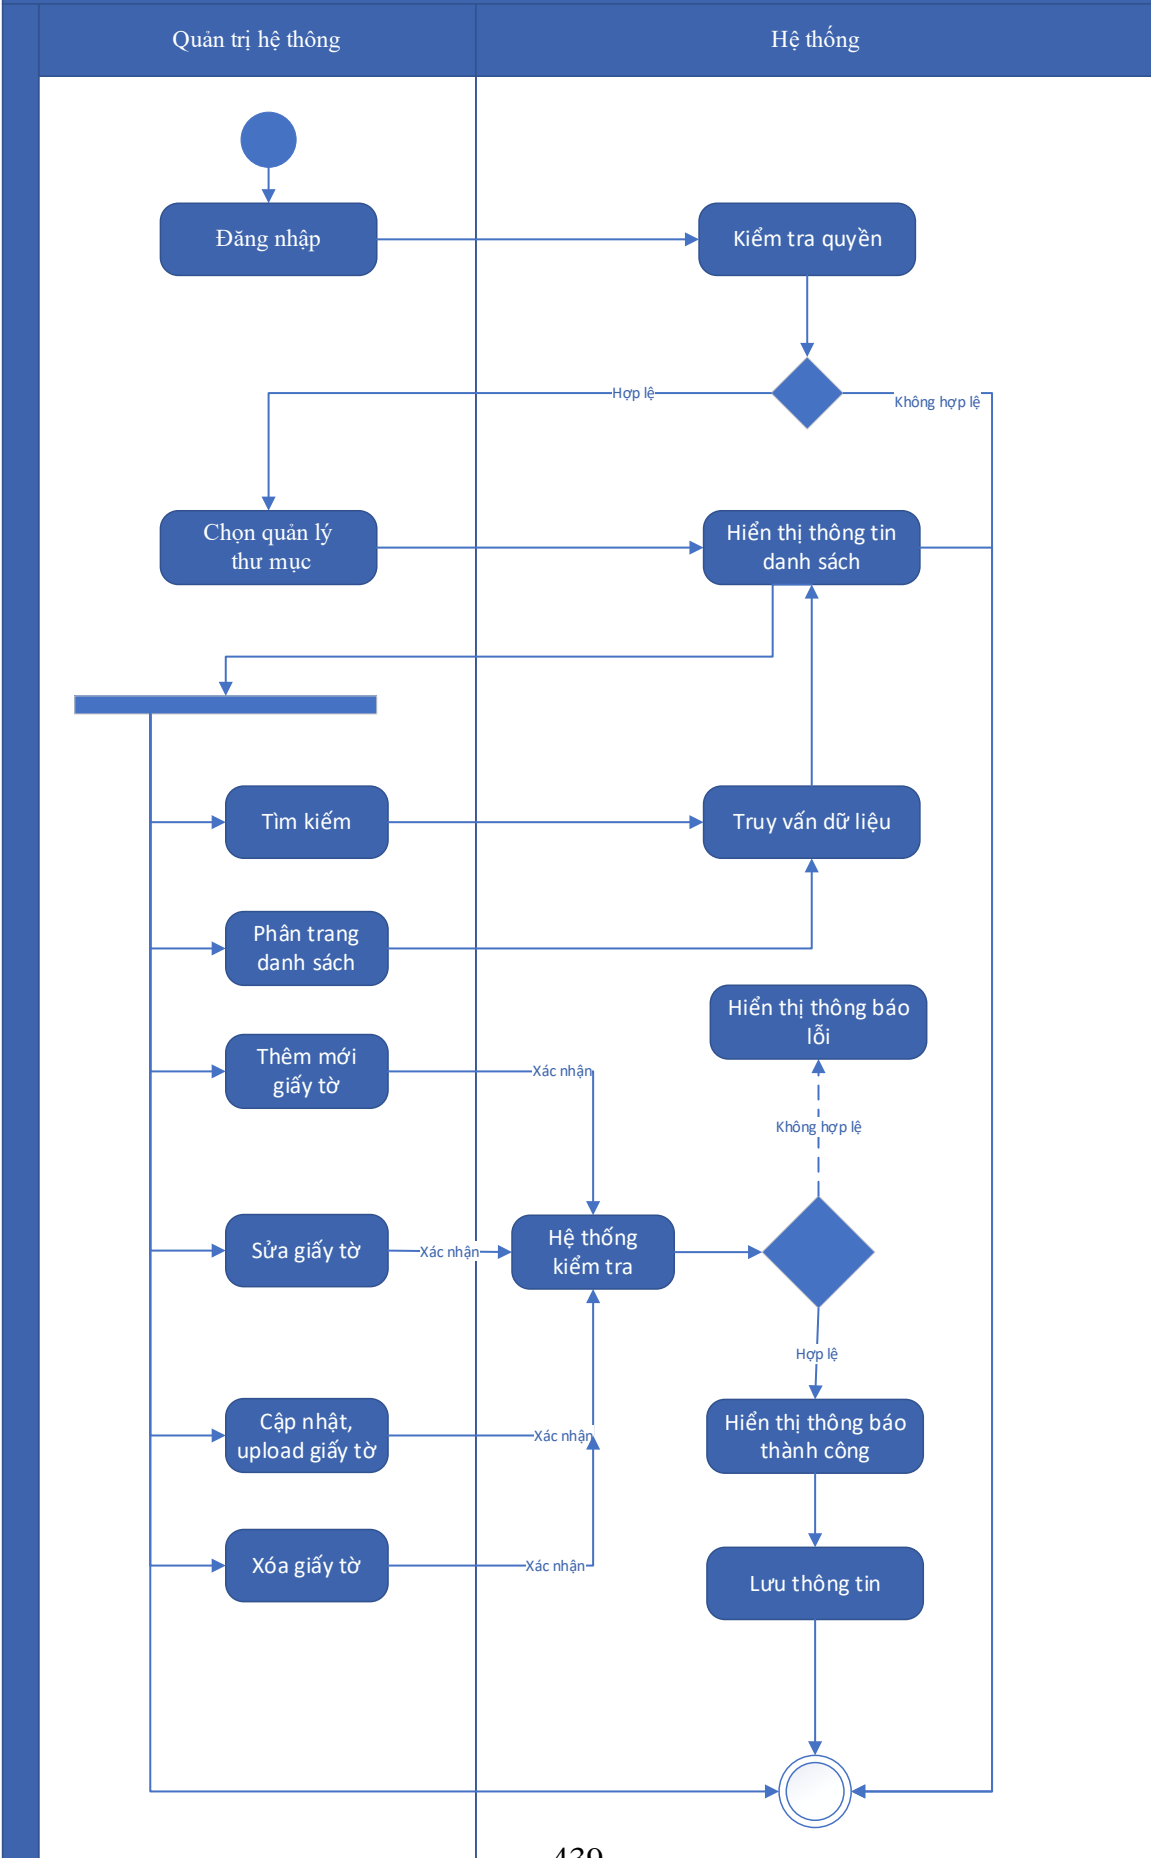 Quản trị hệ thông
Hệ thống
Đăng nhập
Kiểm tra quyền
Hợp lệ
Không hợp lệ
Chọn quản lý
thư mục
Hiển thị thông tin
danh sách
Tìm kiếm
Truy vấn dữ liệu
Phân trang
danh sách
Hiển thị thông báo
lỗi
Thêm mới
giấy tờ
Xác nhận
Không hợp lệ
Sửa giấy tờ
Xác nhận
Hệ thống
kiểm tra
Hợp lệ
Cập nhật,
upload giấy tờ
Xác nhận
Hiển thị thông báo
thành công
Xóa giấy tờ
Xác nhận
Lưu thông tin
439